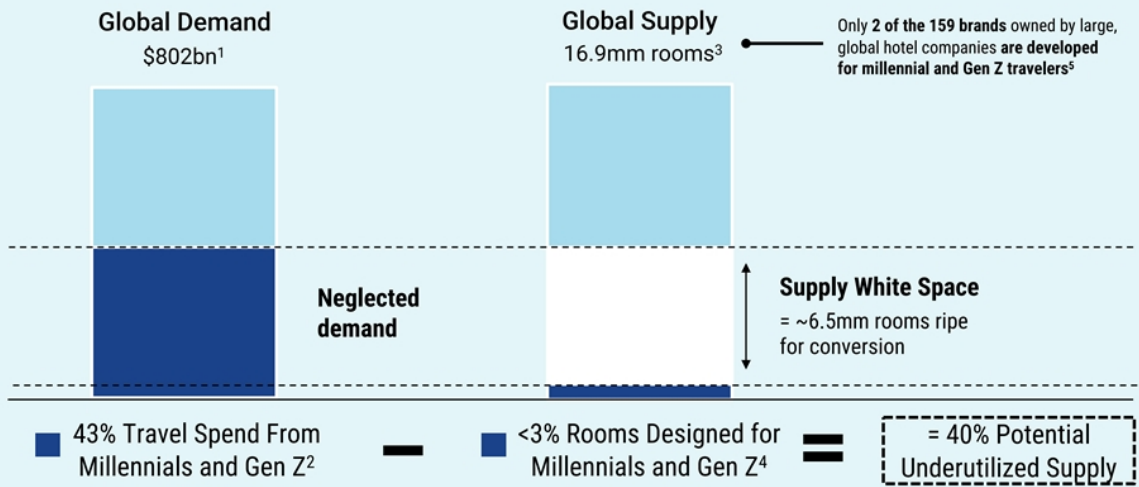 Global Demand
$802bn¹
Global Supply
16.9mm rooms³
Only 2 of the 159 brands owned by large,
global hotel companies are developed
for millennial and Gen Z travelers⁵
Neglected
demand
Supply White Space
= ~6.5mm rooms ripe
for conversion
43% Travel Spend From
Millennials and Gen Z²
<3% Rooms Designed for
Millennials and Gen Z⁴
= 40% Potential
Underutilized Supply